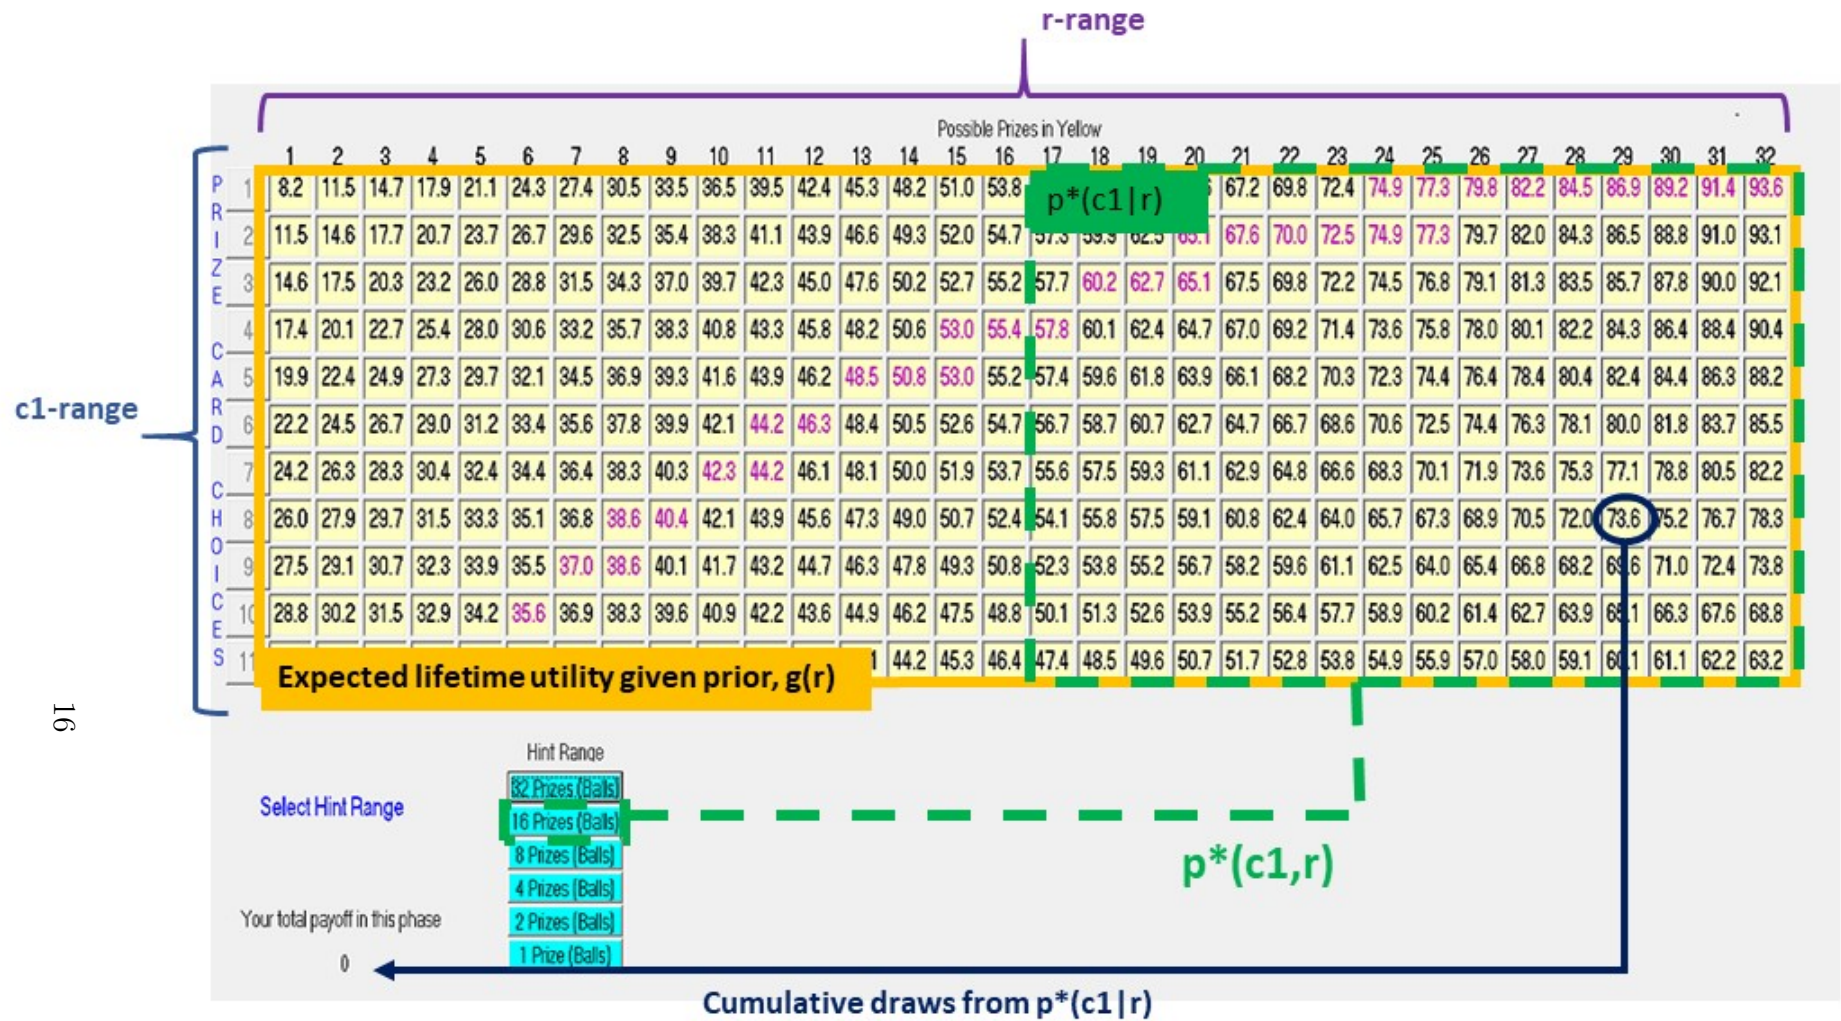 r-range
Possible Prizes in Yellow
1 2 3 4 5 6 7 8 9 10 11 12 13 14 15 16 17 18 19 20 21 22 23 24 25 26 27 28 29 30 31 32
1 8.2 11.5 14.7 17.9 21.1 24.3 27.4 30.5 33.5 36.5 39.5 42.4 45.3 48.2 51.0 53.8 67.2 69.8 72.4 74.9 77.3 79.8 82.2 84.5 86.9 89.2 91.4 93.6
p*(c1|r)
2 11.5 14.6 17.7 20.7 23.7 26.7 29.6 32.5 35.4 38.3 41.1 43.9 46.6 49.3 52.0 54.7 57.3 59.9 62.5 65.1 67.6 70.0 72.5 74.9 77.3 79.7 82.0 84.3 86.5 88.8 91.0 93.1
3 14.6 17.5 20.3 23.2 26.0 28.8 31.5 34.3 37.0 39.7 42.3 45.0 47.6 50.2 52.7 55.2 57.7 60.2 62.7 65.1 67.5 69.8 72.2 74.5 76.8 79.1 81.3 83.5 85.7 87.8 90.0 92.1
4 17.4 20.1 22.7 25.4 28.0 30.6 33.2 35.7 38.3 40.8 43.3 45.8 48.2 50.6 53.0 55.4 57.8 60.1 62.4 64.7 67.0 69.2 71.4 73.6 75.8 78.0 80.1 82.2 84.3 86.4 88.4 90.4
5 19.9 22.4 24.9 27.3 29.7 32.1 34.5 36.9 39.3 41.6 43.9 46.2 48.5 50.8 53.0 55.2 57.4 59.6 61.8 63.9 66.1 68.2 70.3 72.3 74.4 76.4 78.4 80.4 82.4 84.4 86.3 88.2
6 22.2 24.5 26.7 29.0 31.2 33.4 35.6 37.8 39.9 42.1 44.2 46.3 48.4 50.5 52.6 54.7 56.7 58.7 60.7 62.7 64.7 66.7 68.6 70.6 72.5 74.4 76.3 78.1 80.0 81.8 83.7 85.5
7 24.2 26.3 28.3 30.4 32.4 34.4 36.4 38.3 40.3 42.3 44.2 46.1 48.1 50.0 51.9 53.7 55.6 57.5 59.3 61.1 62.9 64.8 66.6 68.3 70.1 71.9 73.6 75.3 77.1 78.8 80.5 82.2
8 26.0 27.9 29.7 31.5 33.3 35.1 36.8 38.6 40.4 42.1 43.9 45.6 47.3 49.0 50.7 52.4 54.1 55.8 57.5 59.1 60.8 62.4 64.0 65.7 67.3 68.9 70.5 72.0 73.6 75.2 76.7 78.3
9 27.5 29.1 30.7 32.3 33.9 35.5 37.0 38.6 40.1 41.7 43.2 44.7 46.3 47.8 49.3 50.8 52.3 53.8 55.2 56.7 58.2 59.6 61.1 62.5 64.0 65.4 66.8 68.2 69.6 71.0 72.4 73.8
10 28.8 30.2 31.5 32.9 34.2 35.6 36.9 38.3 39.6 40.9 42.2 43.6 44.9 46.2 47.5 48.8 50.1 51.3 52.6 53.9 55.2 56.4 57.7 58.9 60.2 61.4 62.7 63.9 65.1 66.3 67.6 68.8
11 44.2 45.3 46.4 47.4 48.5 49.6 50.7 51.7 52.8 53.8 54.9 55.9 57.0 58.0 59.1 60.1 61.1 62.2 63.2
PRIZE CARD CHOICES
c1-range
Expected lifetime utility given prior, g(r)
16
Hint Range
Select Hint Range
32 Prizes (Balls)
16 Prizes (Balls)
8 Prizes (Balls)
4 Prizes (Balls)
2 Prizes (Balls)
1 Prize (Balls)
p*(c1,r)
Your total payoff in this phase
0
Cumulative draws from p*(c1|r)